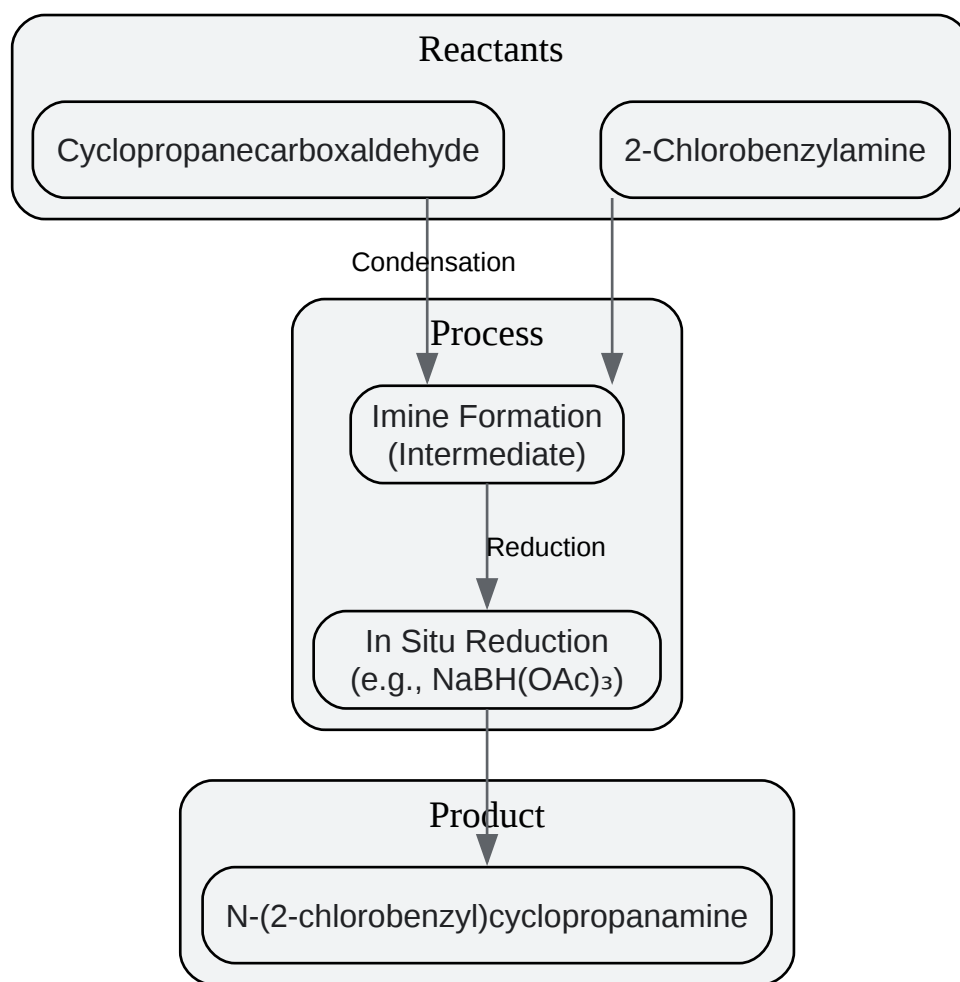 Reactants
Cyclopropanecarboxaldehyde
2-Chlorobenzylamine
Condensation
Process
Imine Formation
(Intermediate)
Reduction
In Situ Reduction
(e.g., NaBH(OAc)₃)
Product
N-(2-chlorobenzyl)cyclopropanamine